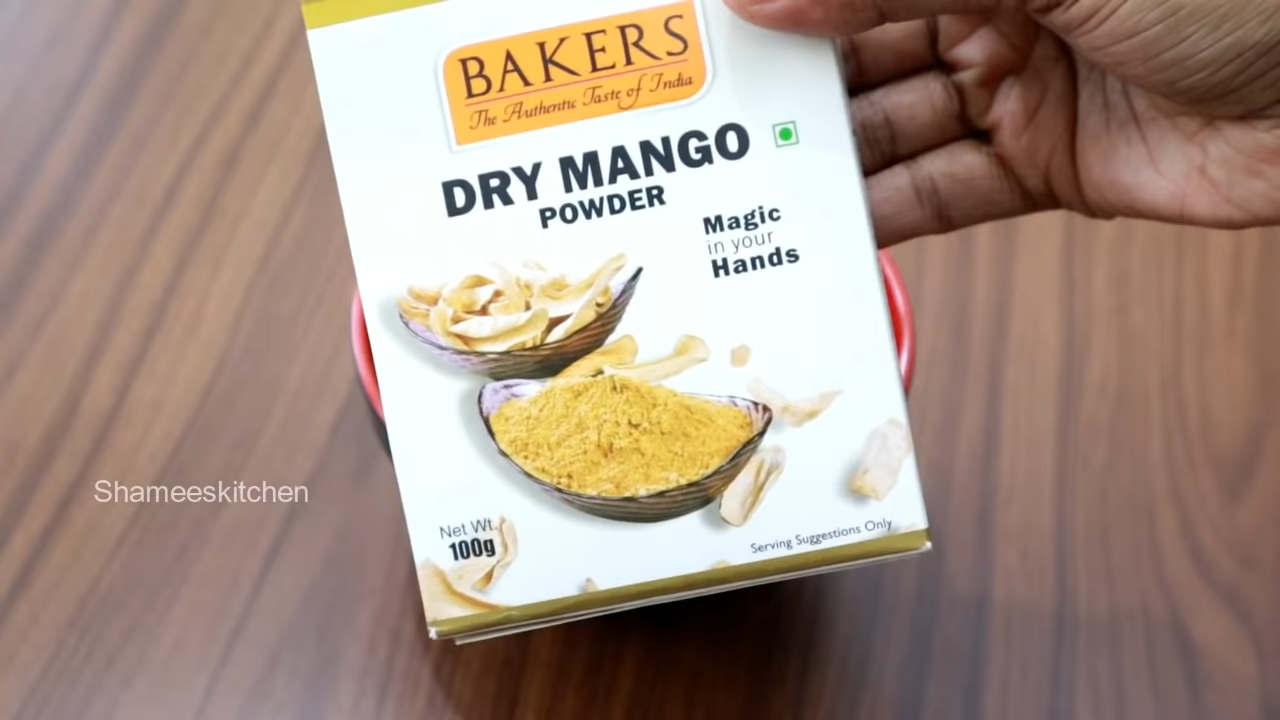 BAKERS
The Authentic Taste of India
DRY MANGO
POWDER
Magic
in your
Hands
Shameeskitchen
Net Wt.
100g
Serving Suggestions Only